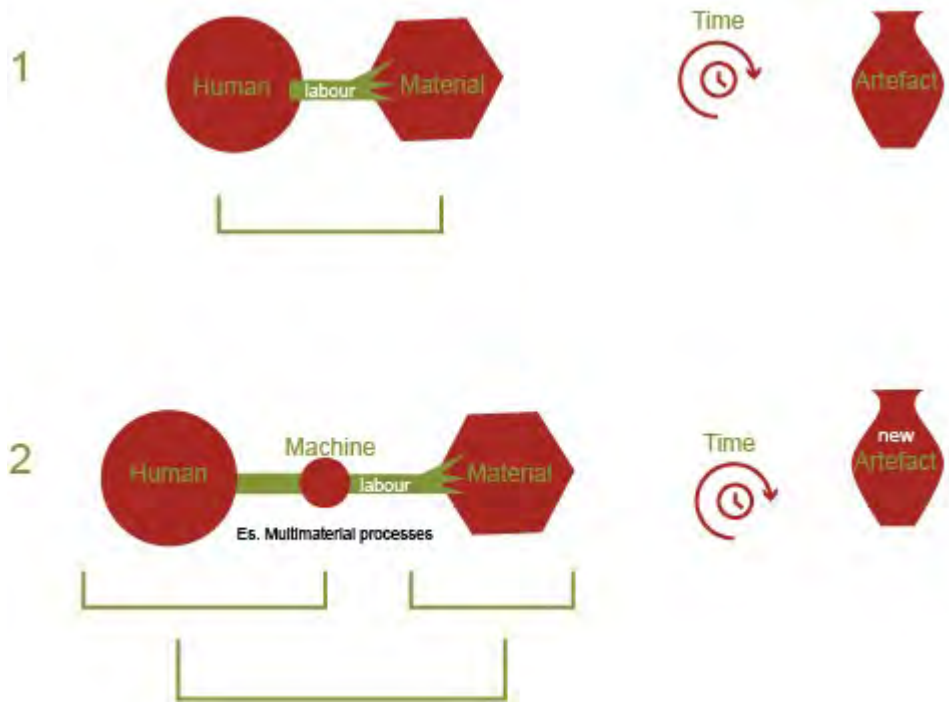 1
Human
labour
Material
Time
Artefact
2
Human
Machine
labour
Material
Es. Multimaterial processes
Time
new
Artefact